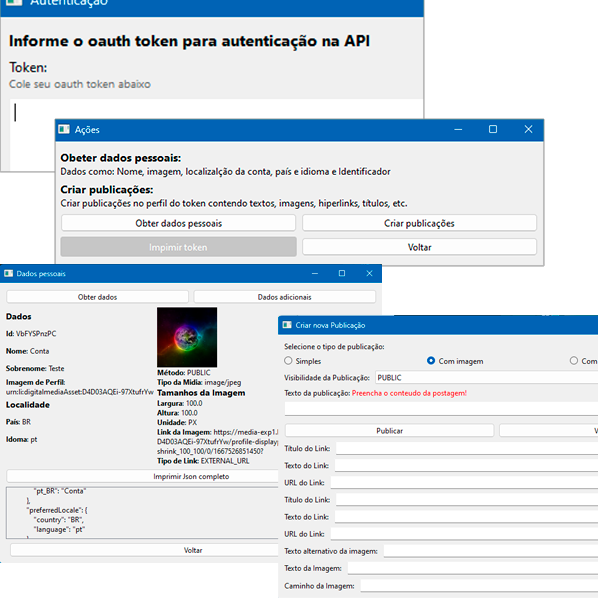 Autenticação
Informe o oauth token para autenticação na API
Token:
Cole seu oauth token abaixo
Ações
Obeter dados pessoais:
Dados como: Nome, imagem, localizalção da conta, país e idioma e Identificador
Criar publicações:
Criar publicações no perfil do token contendo textos, imagens, hiperlinks, títulos, etc.
Obter dados pessoais
Criar publicações
Impimir token
Voltar
Dados pessoais
Obter dados
Dados adicionais
Dados
Id: VbFYSPnzPC
Nome: Conta
Sobrenome: Teste
Imagem de Perfil:
urn:li:digitalmediaAsset:D4D03AQEi-97XtufrYw
Localidade
País: BR
Idoma: pt
Método: PUBLIC
Tipo da Midia: image/jpeg
Tamanhos da Imagem
Largura: 100.0
Altura: 100.0
Unidade: PX
Link da Imagem: https://media-exp1.
D4D03AQEi-97XtufrYw/profile-display
shrink_100_100/0/1667526851450?
Tipo de Link: EXTERNAL_URL
Imprimir Json completo
"pt_BR": "Conta"
},
"preferredLocale": {
"country": "BR",
"language": "pt"
Voltar
Criar nova Publicação
Selecione o tipo de publicação:
Simples
Com imagem
Com
Visibilidade da Publicação:
PUBLIC
Texto da publicação: Preencha o conteudo da postagem!
Publicar
V
Título do Link:
Texto do Link:
URL do Link:
Título do Link:
Texto do Link:
URL do Link:
Texto alternativo da imagem:
Texto da Imagem:
Caminho da Imagem: